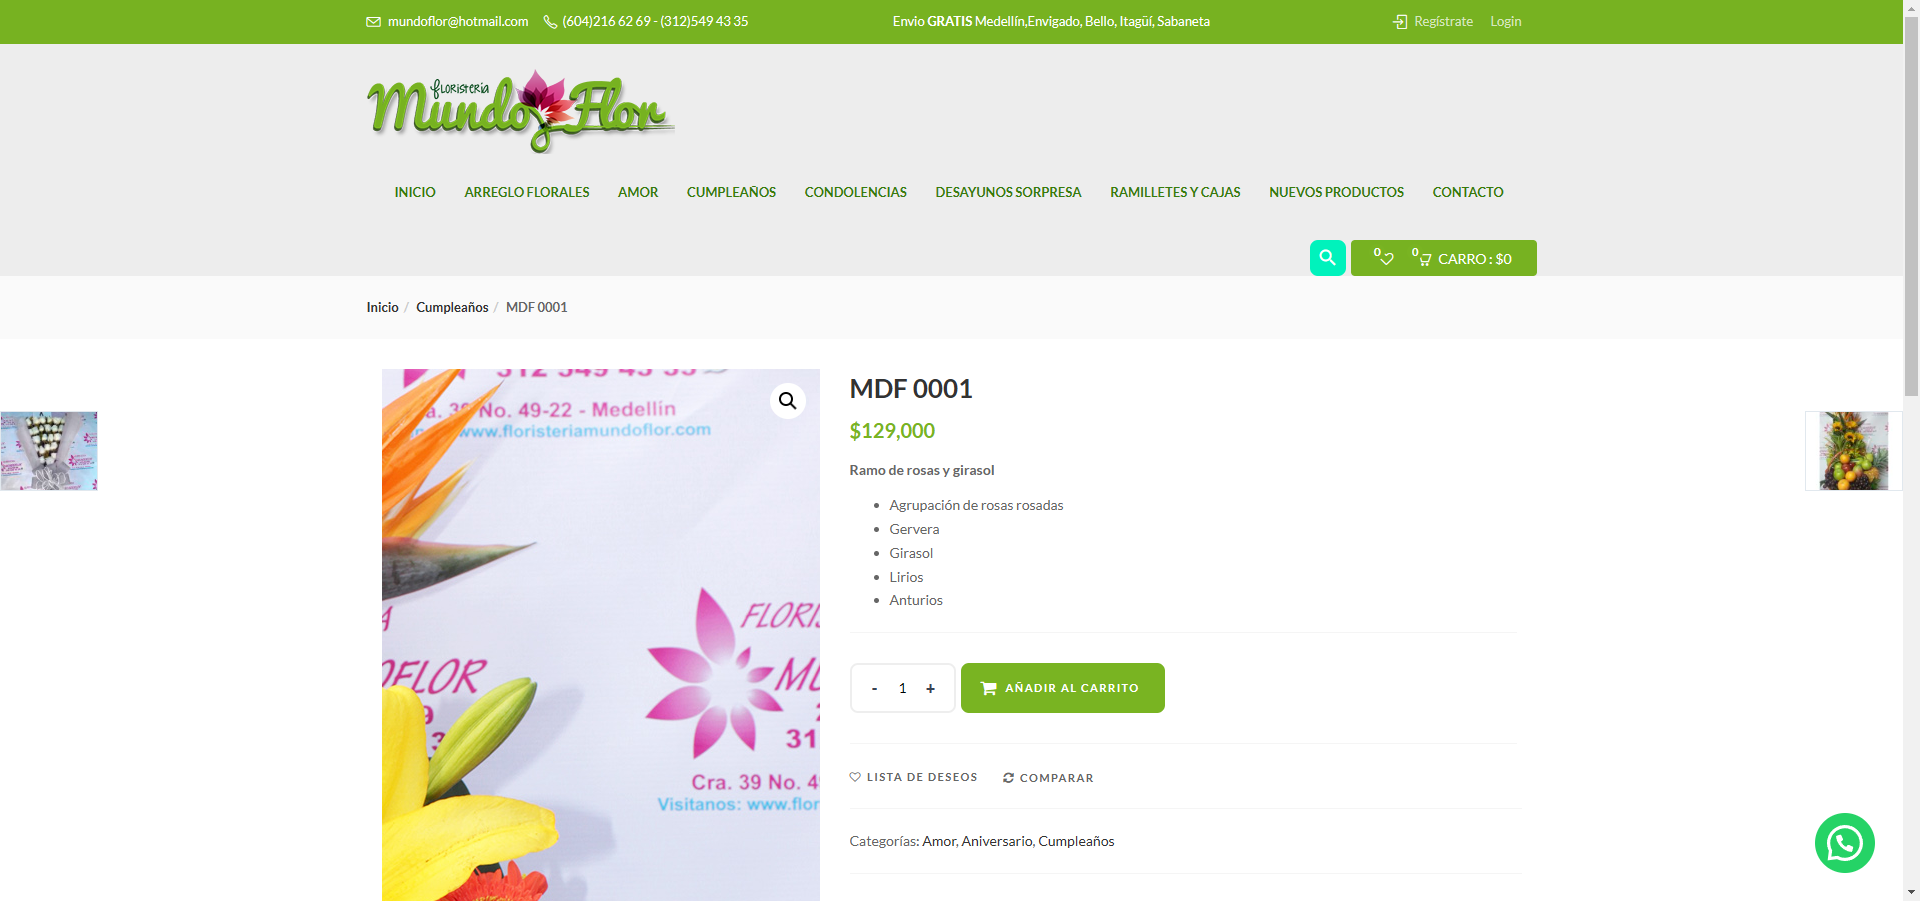 mundoflor@hotmail.com
(604)216 62 69 - (312)549 43 35
Envio GRATIS Medellín,Envigado, Bello, Itagüí, Sabaneta
Regístrate
Login
floristería
Mundo Flor
INICIO
ARREGLO FLORALES
AMOR
CUMPLEAÑOS
CONDOLENCIAS
DESAYUNOS SORPRESA
RAMILLETES Y CAJAS
NUEVOS PRODUCTOS
CONTACTO
0
0
CARRO : $0
Inicio / Cumpleaños / MDF 0001
312 549 43 35
No. 49-22 - Medellín
www.floristeriamundoflor.com
FLOR
FLORIS
MU
31
Cra. 39 No. 4
Visitanos: www.flor
MDF 0001
$129,000
Ramo de rosas y girasol
Agrupación de rosas rosadas
Gervera
Girasol
Lirios
Anturios
- 1 +
AÑADIR AL CARRITO
LISTA DE DESEOS
COMPARAR
Categorías: Amor, Aniversario, Cumpleaños